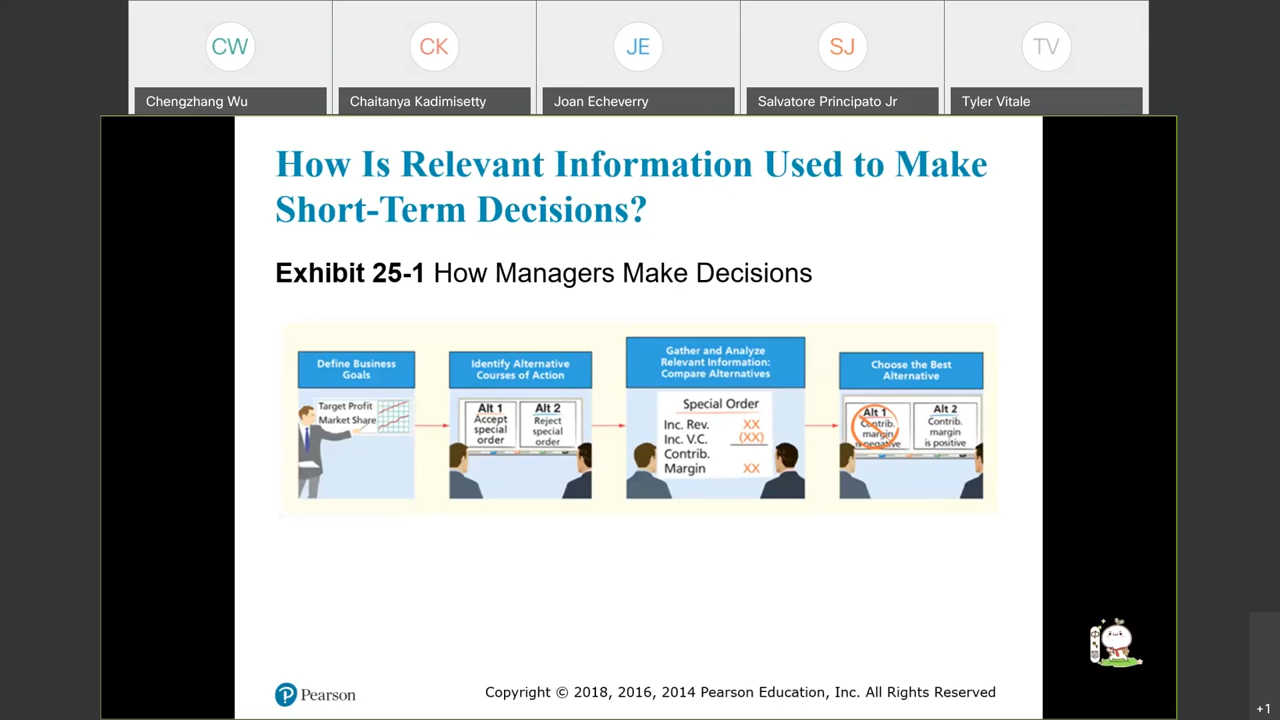 CW
CK
JE
SJ
TV
Chengzhang Wu
Chaitanya Kadimisetty
Joan Echeverry
Salvatore Principato Jr
Tyler Vitale
How Is Relevant Information Used to Make
Short-Term Decisions?
Exhibit 25-1 How Managers Make Decisions
Define Business
Goals
Target Profit
Market Share
Identify Alternative
Courses of Action
Alt 1
Accept
special
order
Alt 2
Reject
special
order
Gather and Analyze
Relevant Information:
Compare Alternatives
Special Order
Inc. Rev. XX
Inc. V.C. (XX)
Contrib.
Margin XX
Choose the Best
Alternative
Alt 1
Contrib.
margin
is negative
Alt 2
Contrib.
margin
is positive
P Pearson
Copyright © 2018, 2016, 2014 Pearson Education, Inc. All Rights Reserved
+1